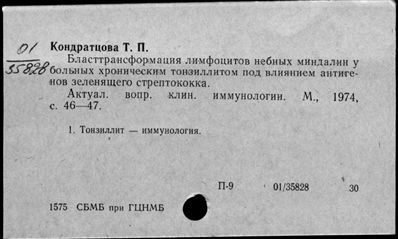 01
55828
Кондратцова Т. П.
Бласттрансформация лимфоцитов небных миндалин у
больных хроническим тонзиллитом под влиянием антиге-
нов зеленящего стрептококка.
Актуал. вопр. клин. иммунологии. М., 1974,
с. 46—47.
1. Тонзиллит — иммунология.
П-9 01/35828 30
1575 СБМБ при ГЦНМБ